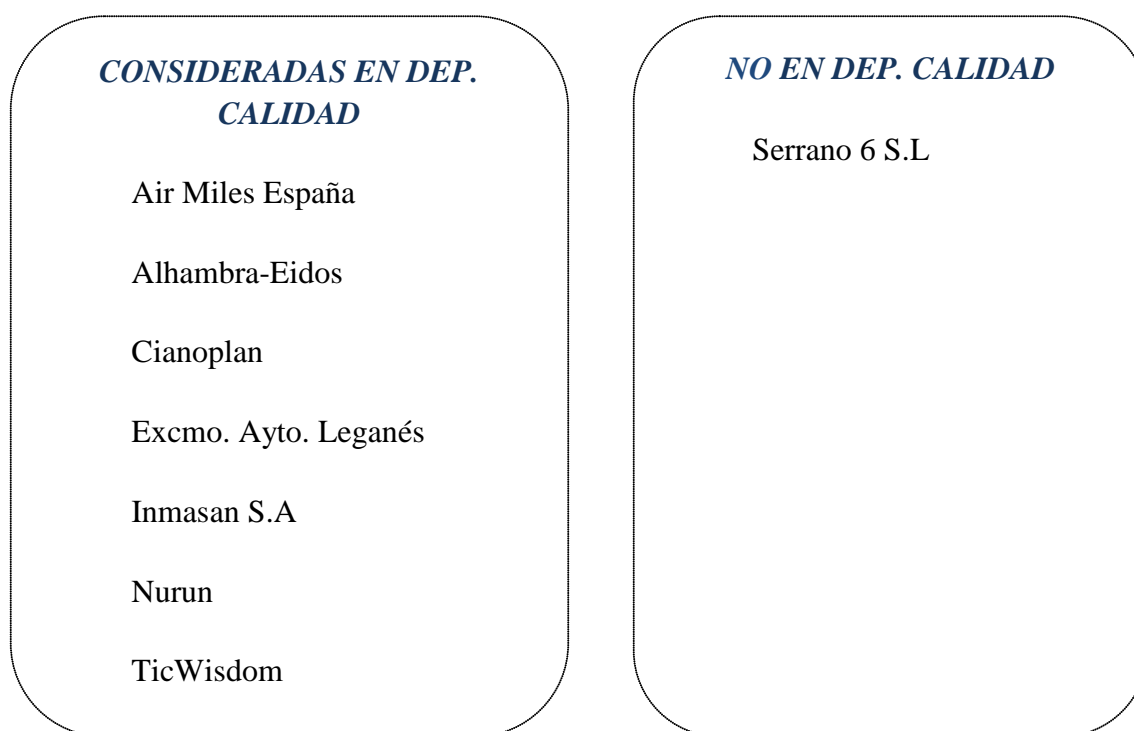 CONSIDERADAS EN DEP.
CALIDAD
Air Miles España
Alhambra-Eidos
Cianoplan
Excmo. Ayto. Leganés
Inmasan S.A
Nurun
TicWisdom
NO EN DEP. CALIDAD
Serrano 6 S.L